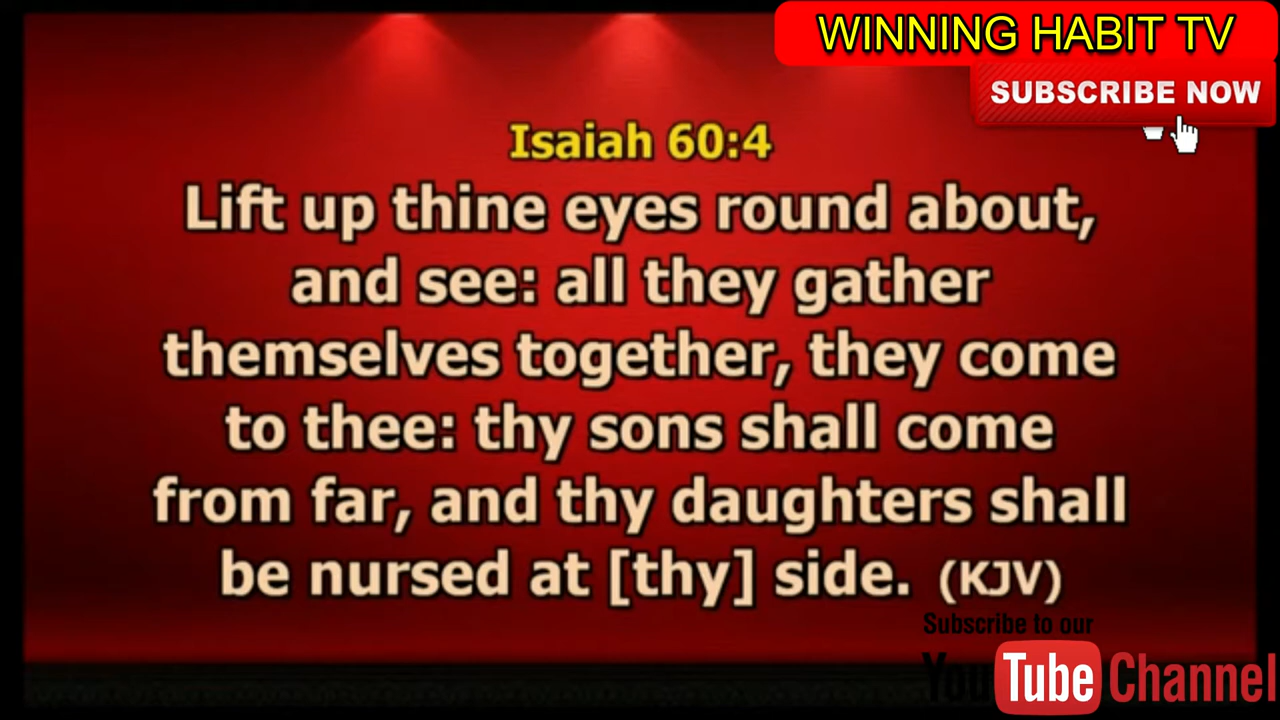 WINNING HABIT TV
SUBSCRIBE NOW
Isaiah 60:4
Lift up thine eyes round about,
and see: all they gather
themselves together, they come
to thee: thy sons shall come
from far, and thy daughters shall
be nursed at [thy] side. (KJV)
Subscribe to our
YouTube Channel